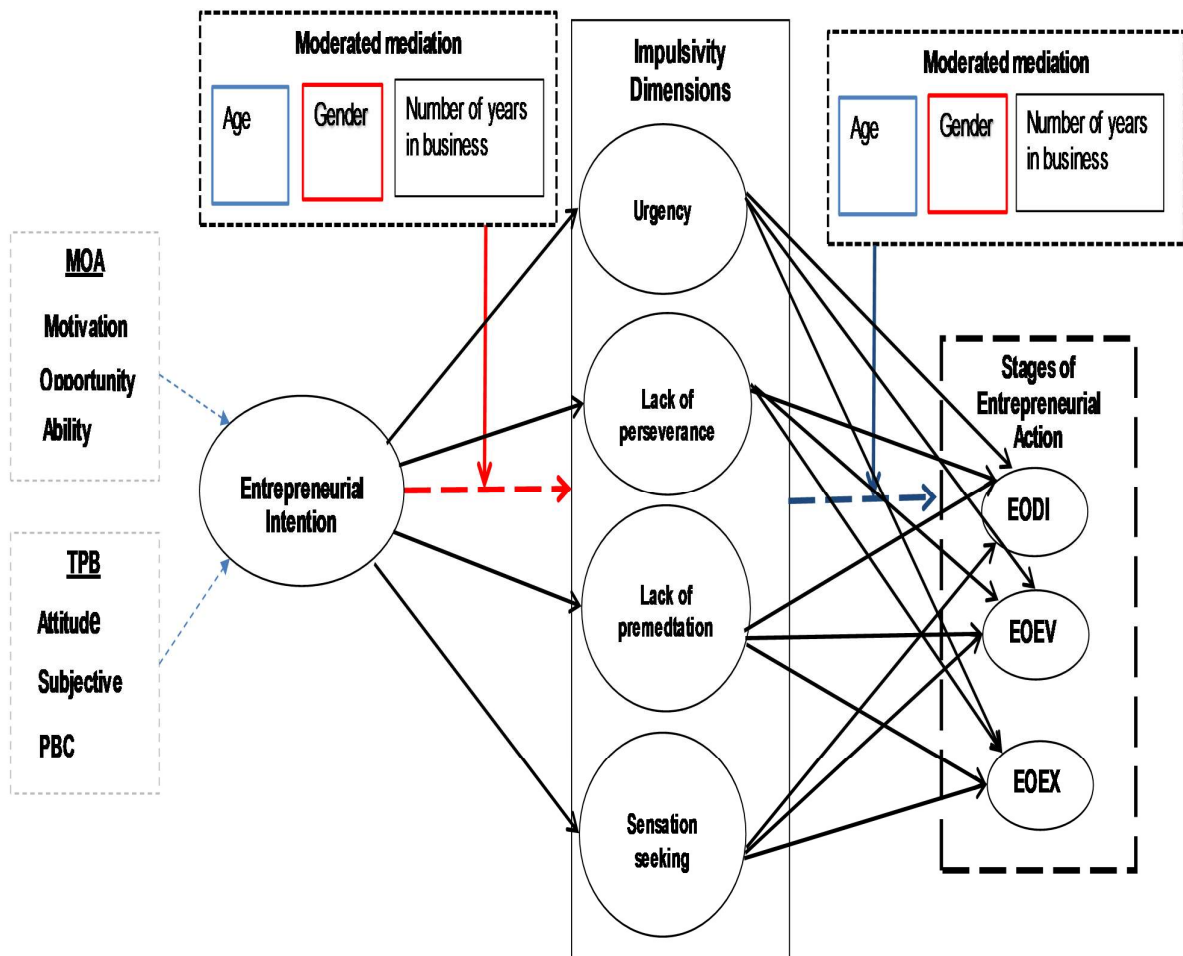 Moderated mediation
Age
Gender
Number of years
in business
MOA
Motivation
Opportunity
Ability
TPB
Attitude
Subjective
PBC
Entrepreneurial
Intention
Impulsivity
Dimensions
Urgency
Lack of
perseverance
Lack of
premedtation
Sensation
seeking
Moderated mediation
Age
Gender
Number of years
in business
Stages of
Entrepreneurial
Action
EODI
EOEV
EOEX